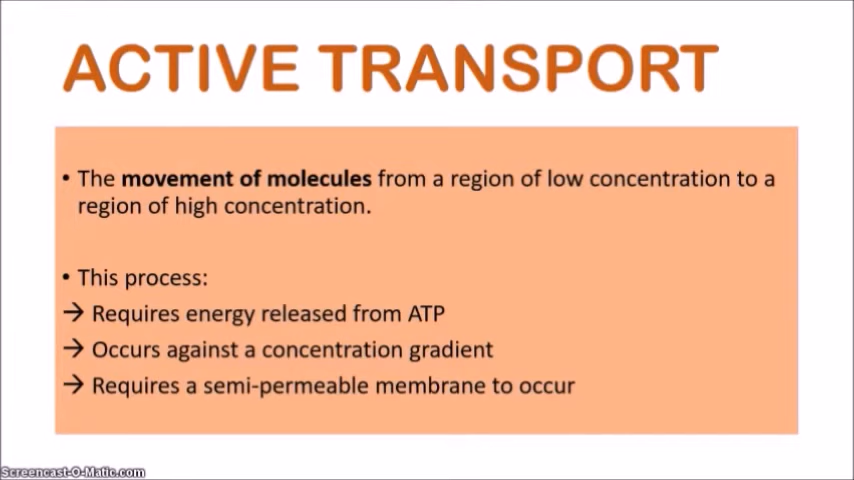 ACTIVE TRANSPORT
• The movement of molecules from a region of low concentration to a
region of high concentration.
• This process:
→ Requires energy released from ATP
→ Occurs against a concentration gradient
→ Requires a semi-permeable membrane to occur
Screencast-O-Matic.com